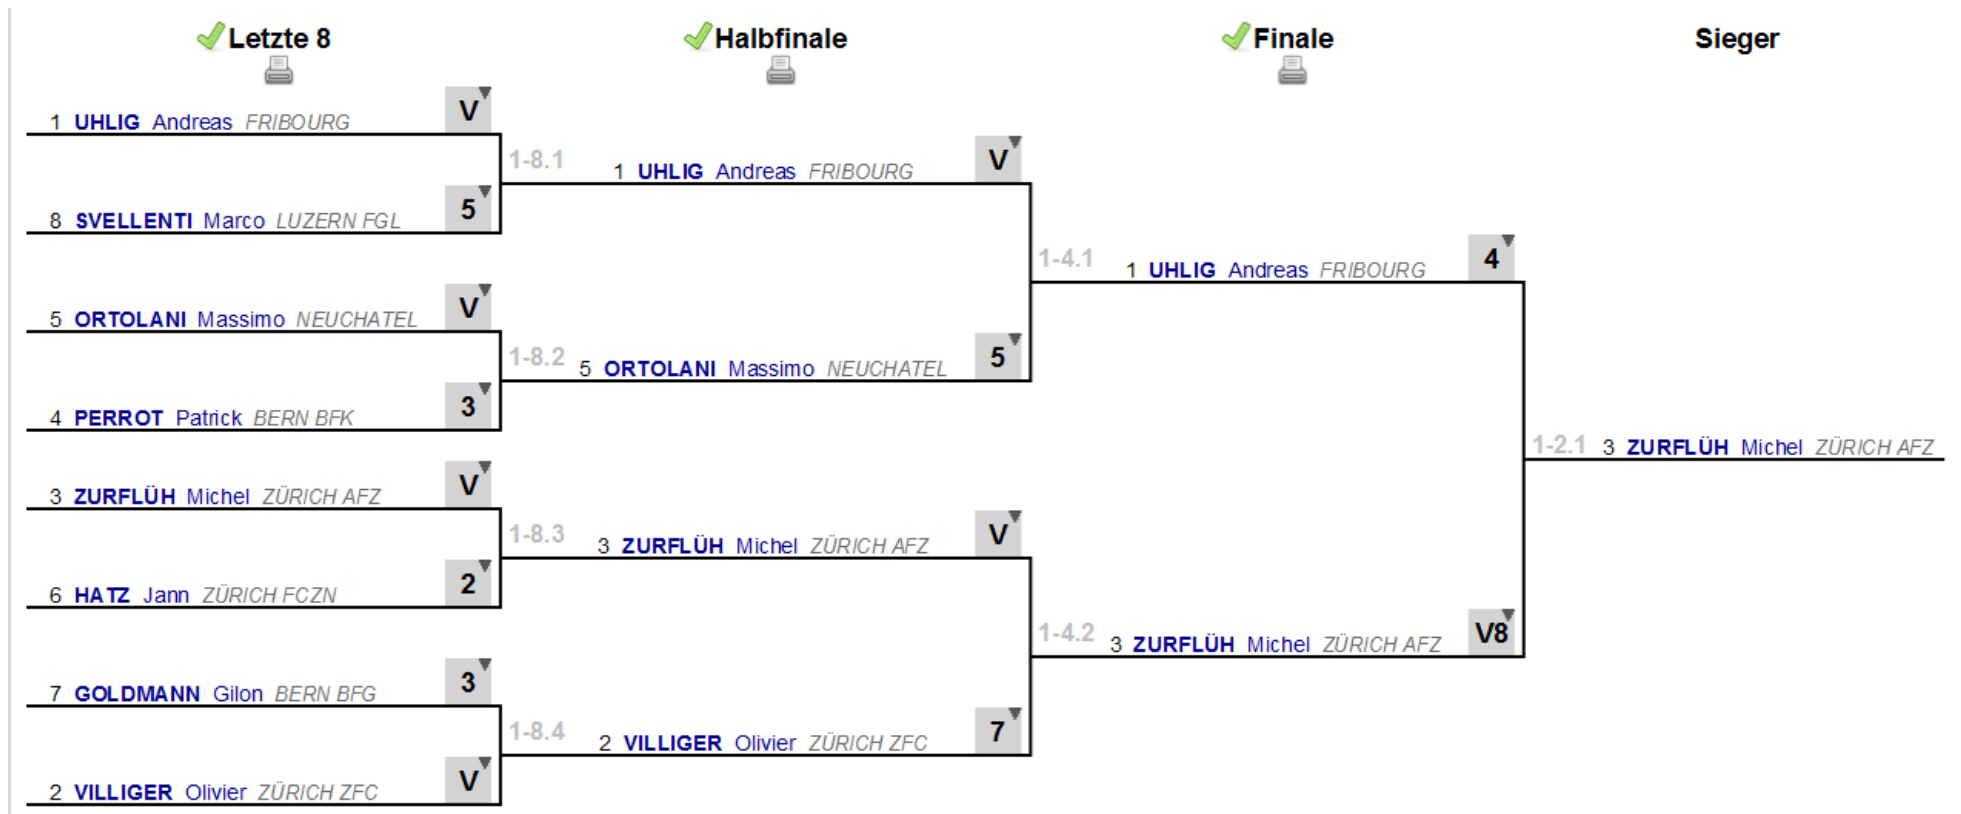 Letzte 8
Halbfinale
Finale
Sieger
1 UHLIG Andreas FRIBOURG V
8 SVELLENTI Marco LUZERN FGL 5
5 ORTOLANI Massimo NEUCHATEL V
4 PERROT Patrick BERN BFK 3
3 ZURFLÜH Michel ZÜRICH AFZ V
6 HATZ Jann ZÜRICH FCZN 2
7 GOLDMANN Gilon BERN BFG 3
2 VILLIGER Olivier ZÜRICH ZFC V
1-8.1 1 UHLIG Andreas FRIBOURG V
1-8.2 5 ORTOLANI Massimo NEUCHATEL 5
1-8.3 3 ZURFLÜH Michel ZÜRICH AFZ V
1-8.4 2 VILLIGER Olivier ZÜRICH ZFC 7
1-4.1 1 UHLIG Andreas FRIBOURG 4
1-4.2 3 ZURFLÜH Michel ZÜRICH AFZ V8
1-2.1 3 ZURFLÜH Michel ZÜRICH AFZ